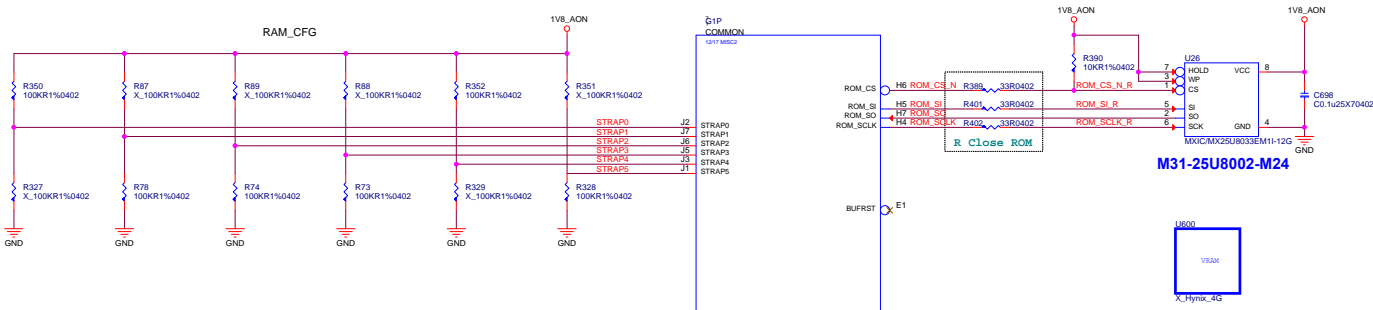 RAM_CFG
1V8_AON
R350
100KR1%0402
R87
X_100KR1%0402
R89
X_100KR1%0402
R88
X_100KR1%0402
R352
100KR1%0402
R351
X_100KR1%0402
STRAP0
STRAP1
STRAP2
STRAP3
STRAP4
STRAP5
J2
J7
J6
J5
J3
J1
R327
X_100KR1%0402
R78
100KR1%0402
R74
100KR1%0402
R73
100KR1%0402
R329
X_100KR1%0402
R328
100KR1%0402
GND
GND
GND
GND
GND
GND
G1P
COMMON
12/17 MISC2
STRAP0
STRAP1
STRAP2
STRAP3
STRAP4
STRAP5
ROM_CS
ROM_SI
ROM_SO
ROM_SCLK
BUFRST
E1
H6 ROM_CS_N
H5 ROM_SI
H7 ROM_SO
H4 ROM_SCLK
R389 33R0402
R401 33R0402
R402 33R0402
R Close ROM
1V8_AON
R390
10KR1%0402
ROM_CS_N_R
ROM_SI_R
ROM_SCLK_R
U26
7 HOLD
3 WP
1 CS
5 SI
2 SO
6 SCK
VCC 8
GND 4
MXIC/MX25U8033EM1I-12G
M31-25U8002-M24
1V8_AON
C698
C0.1u25X70402
GND
U600
VRAM
X_Hynix_4G